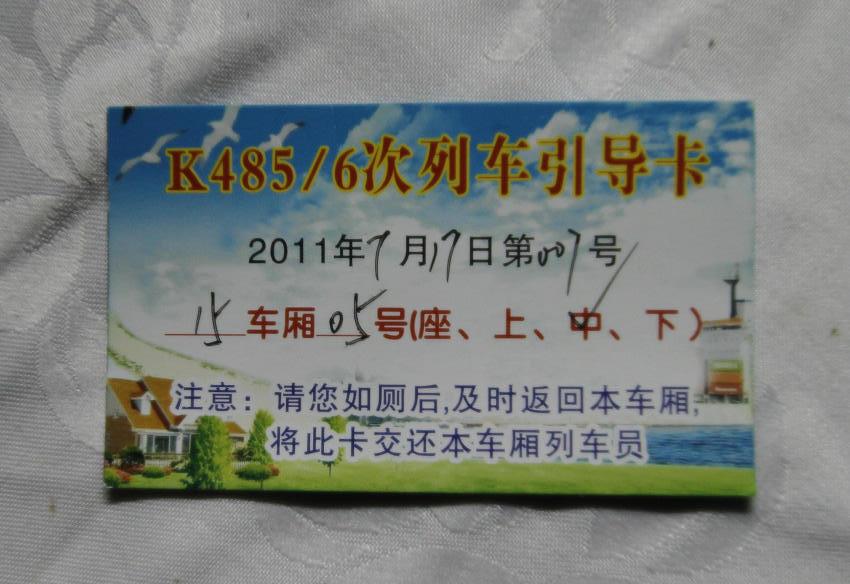 K485/6次列车引导卡
2011年7月17日第007号
15车厢05号(座、上、中、下)
注意：请您如厕后,及时返回本车厢,
将此卡交还本车厢列车员